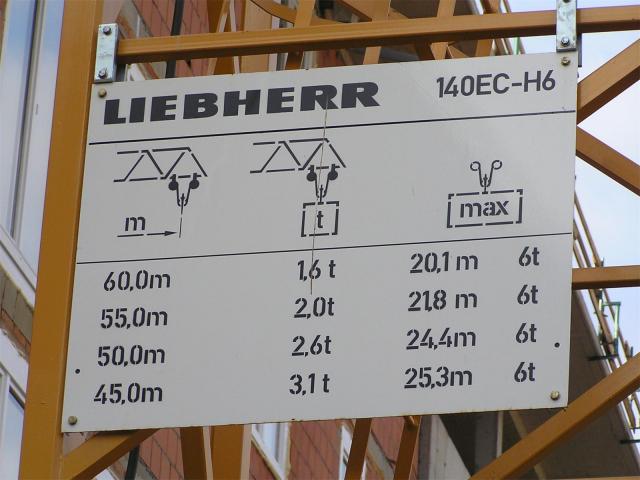 LIEBHERR 140EC-H6
m t max
60,0m 1,6 t 20,1 m 6t
55,0m 2,0t 21,8 m 6t
50,0m 2,6t 24,4m 6t
45,0m 3,1 t 25,3m 6t